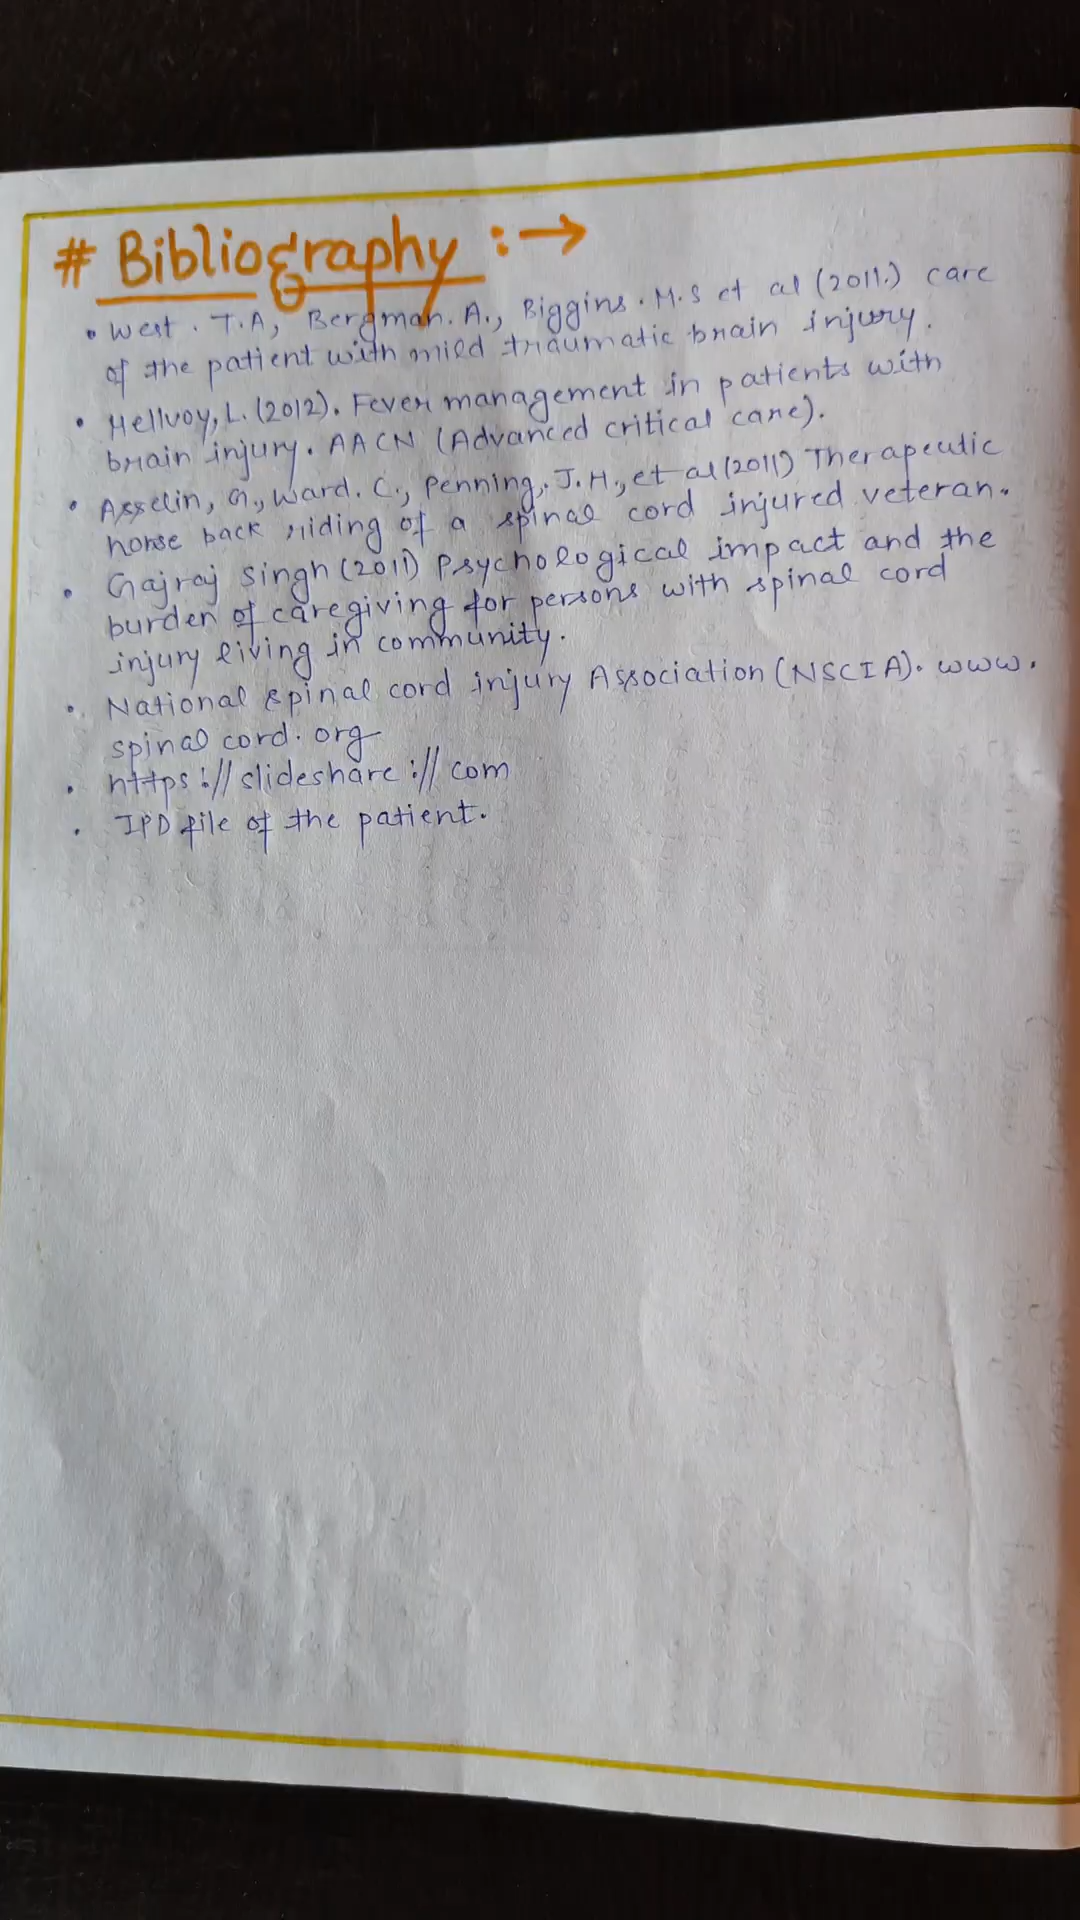 # Bibliography :→
• West . T.A, Bergman. A., Biggins . M.S et al (2011.) care
of the patient with mild traumatic brain injury.
• Hellvoy, L. (2012). Fever management in patients with
brain injury. AACN (Advanced critical care).
• Asselin, G., Ward. C., Penning, J.H., et al (2011) Therapeutic
horse back riding of a spinal cord injured veteran.
• Gajraj Singh (2011) Psychological impact and the
burden of caregiving for persons with spinal cord
injury living in community.
• National spinal cord injury Association (NSCIA). www.
spinal cord. org
• https :// slideshare :// com
• IPD file of the patient.